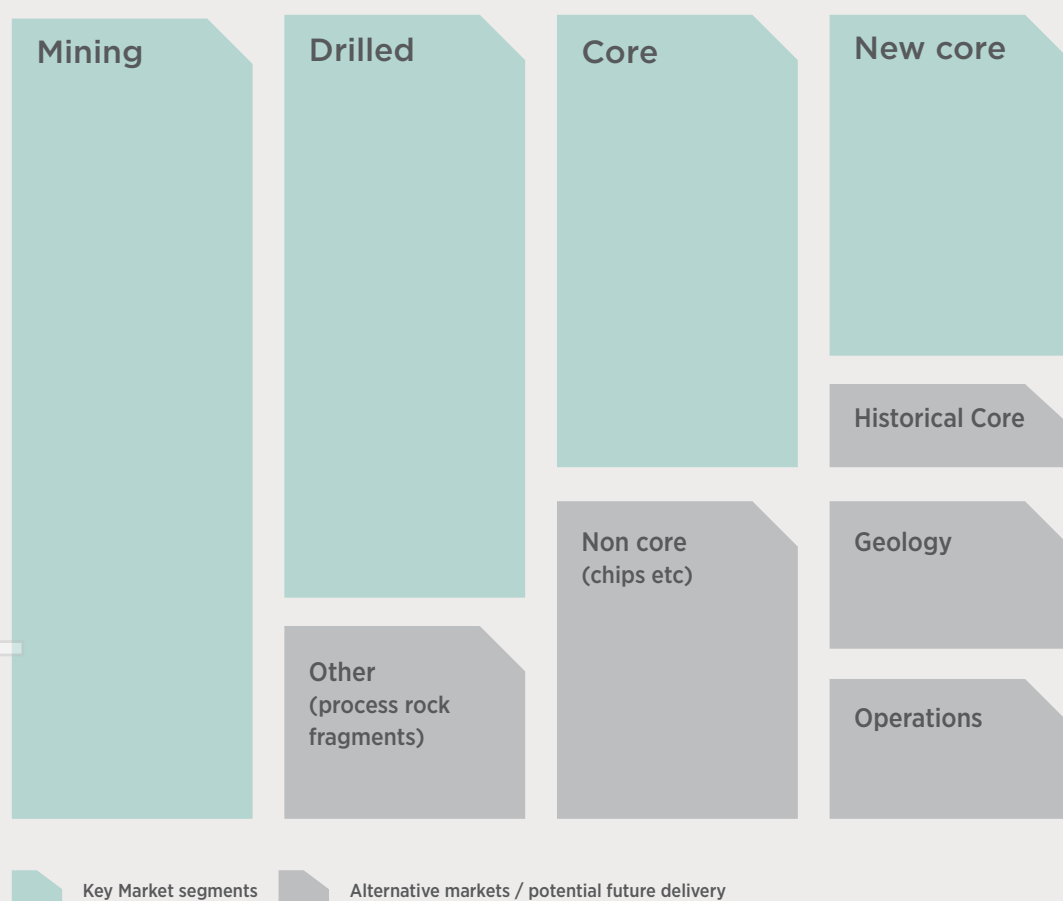 Mining
Drilled
Core
New core
Historical Core
Non core
(chips etc)
Geology
Other
(process rock
fragments)
Operations
Key Market segments
Alternative markets / potential future delivery